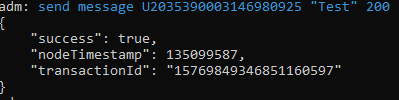 adm: send message U2035390003146980925 "Test" 200
{
"success": true,
"nodeTimestamp": 135099587,
"transactionId": "15769849346851160597"
}